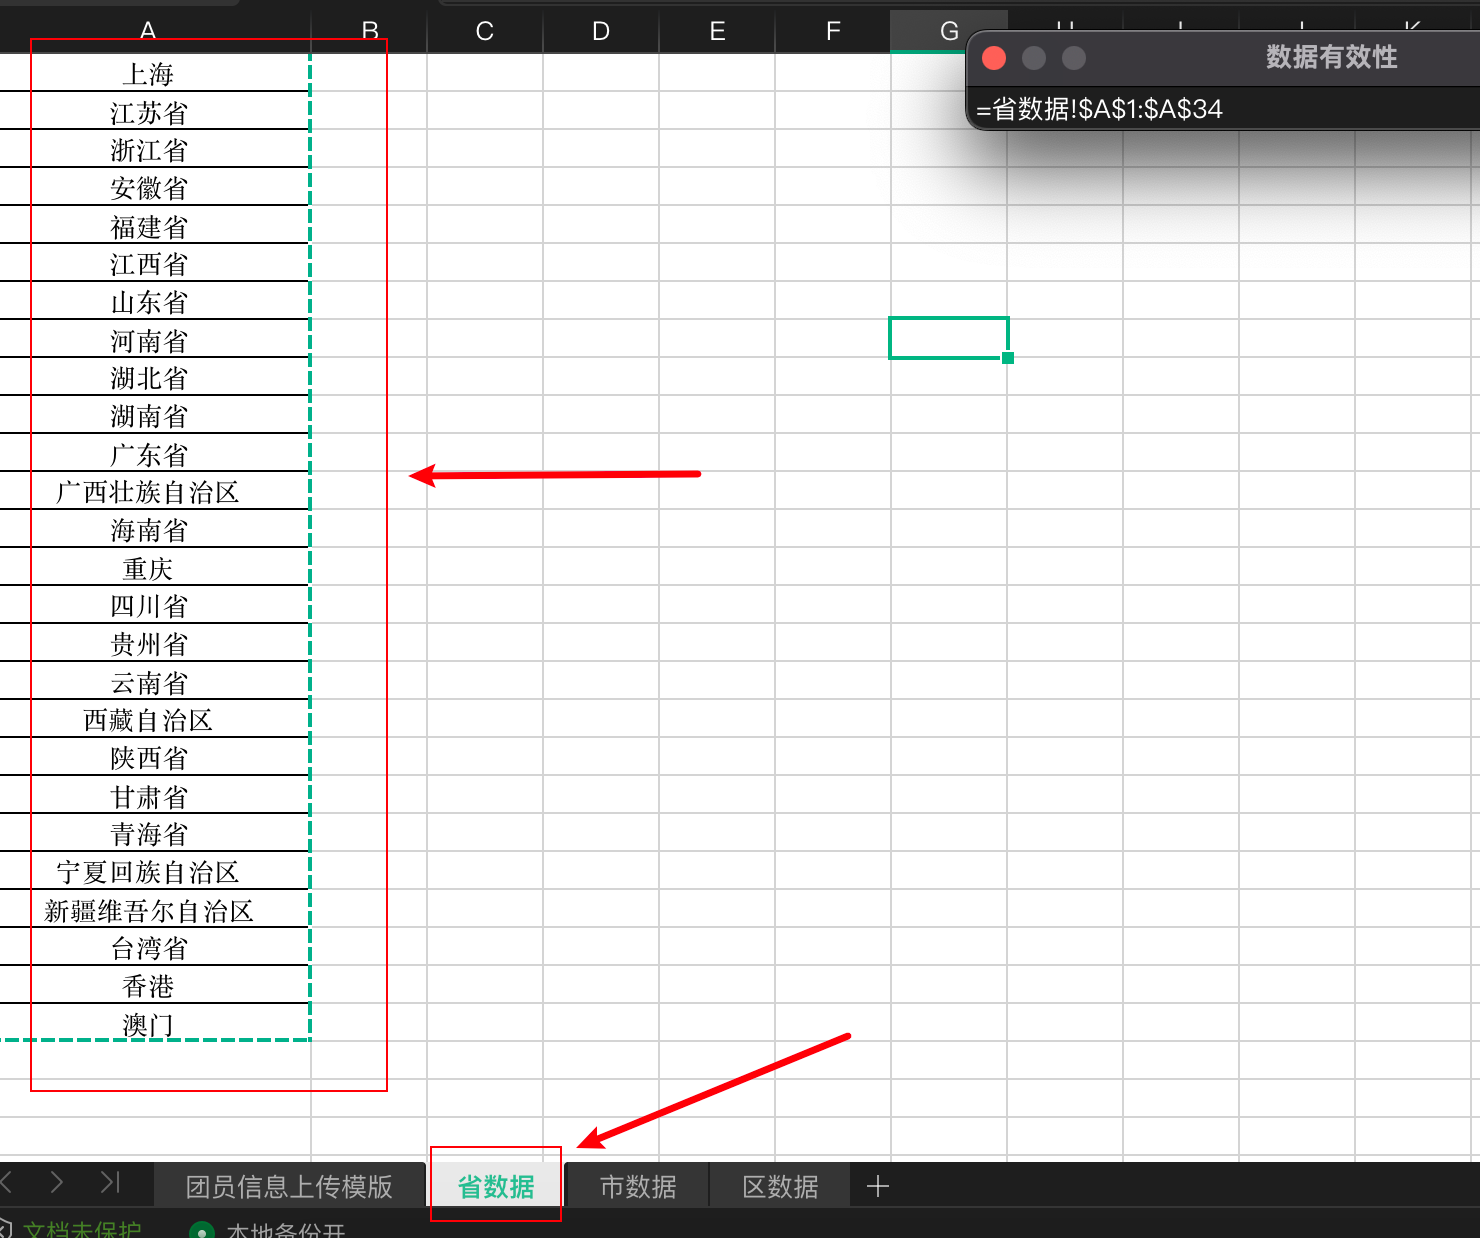 A B C D E F G H I J K
数据有效性
=省数据!$A$1:$A$34
上海
江苏省
浙江省
安徽省
福建省
江西省
山东省
河南省
湖北省
湖南省
广东省
广西壮族自治区
海南省
重庆
四川省
贵州省
云南省
西藏自治区
陕西省
甘肃省
青海省
宁夏回族自治区
新疆维吾尔自治区
台湾省
香港
澳门
团员信息上传模版 省数据 市数据 区数据
文档未保护 本地备份开